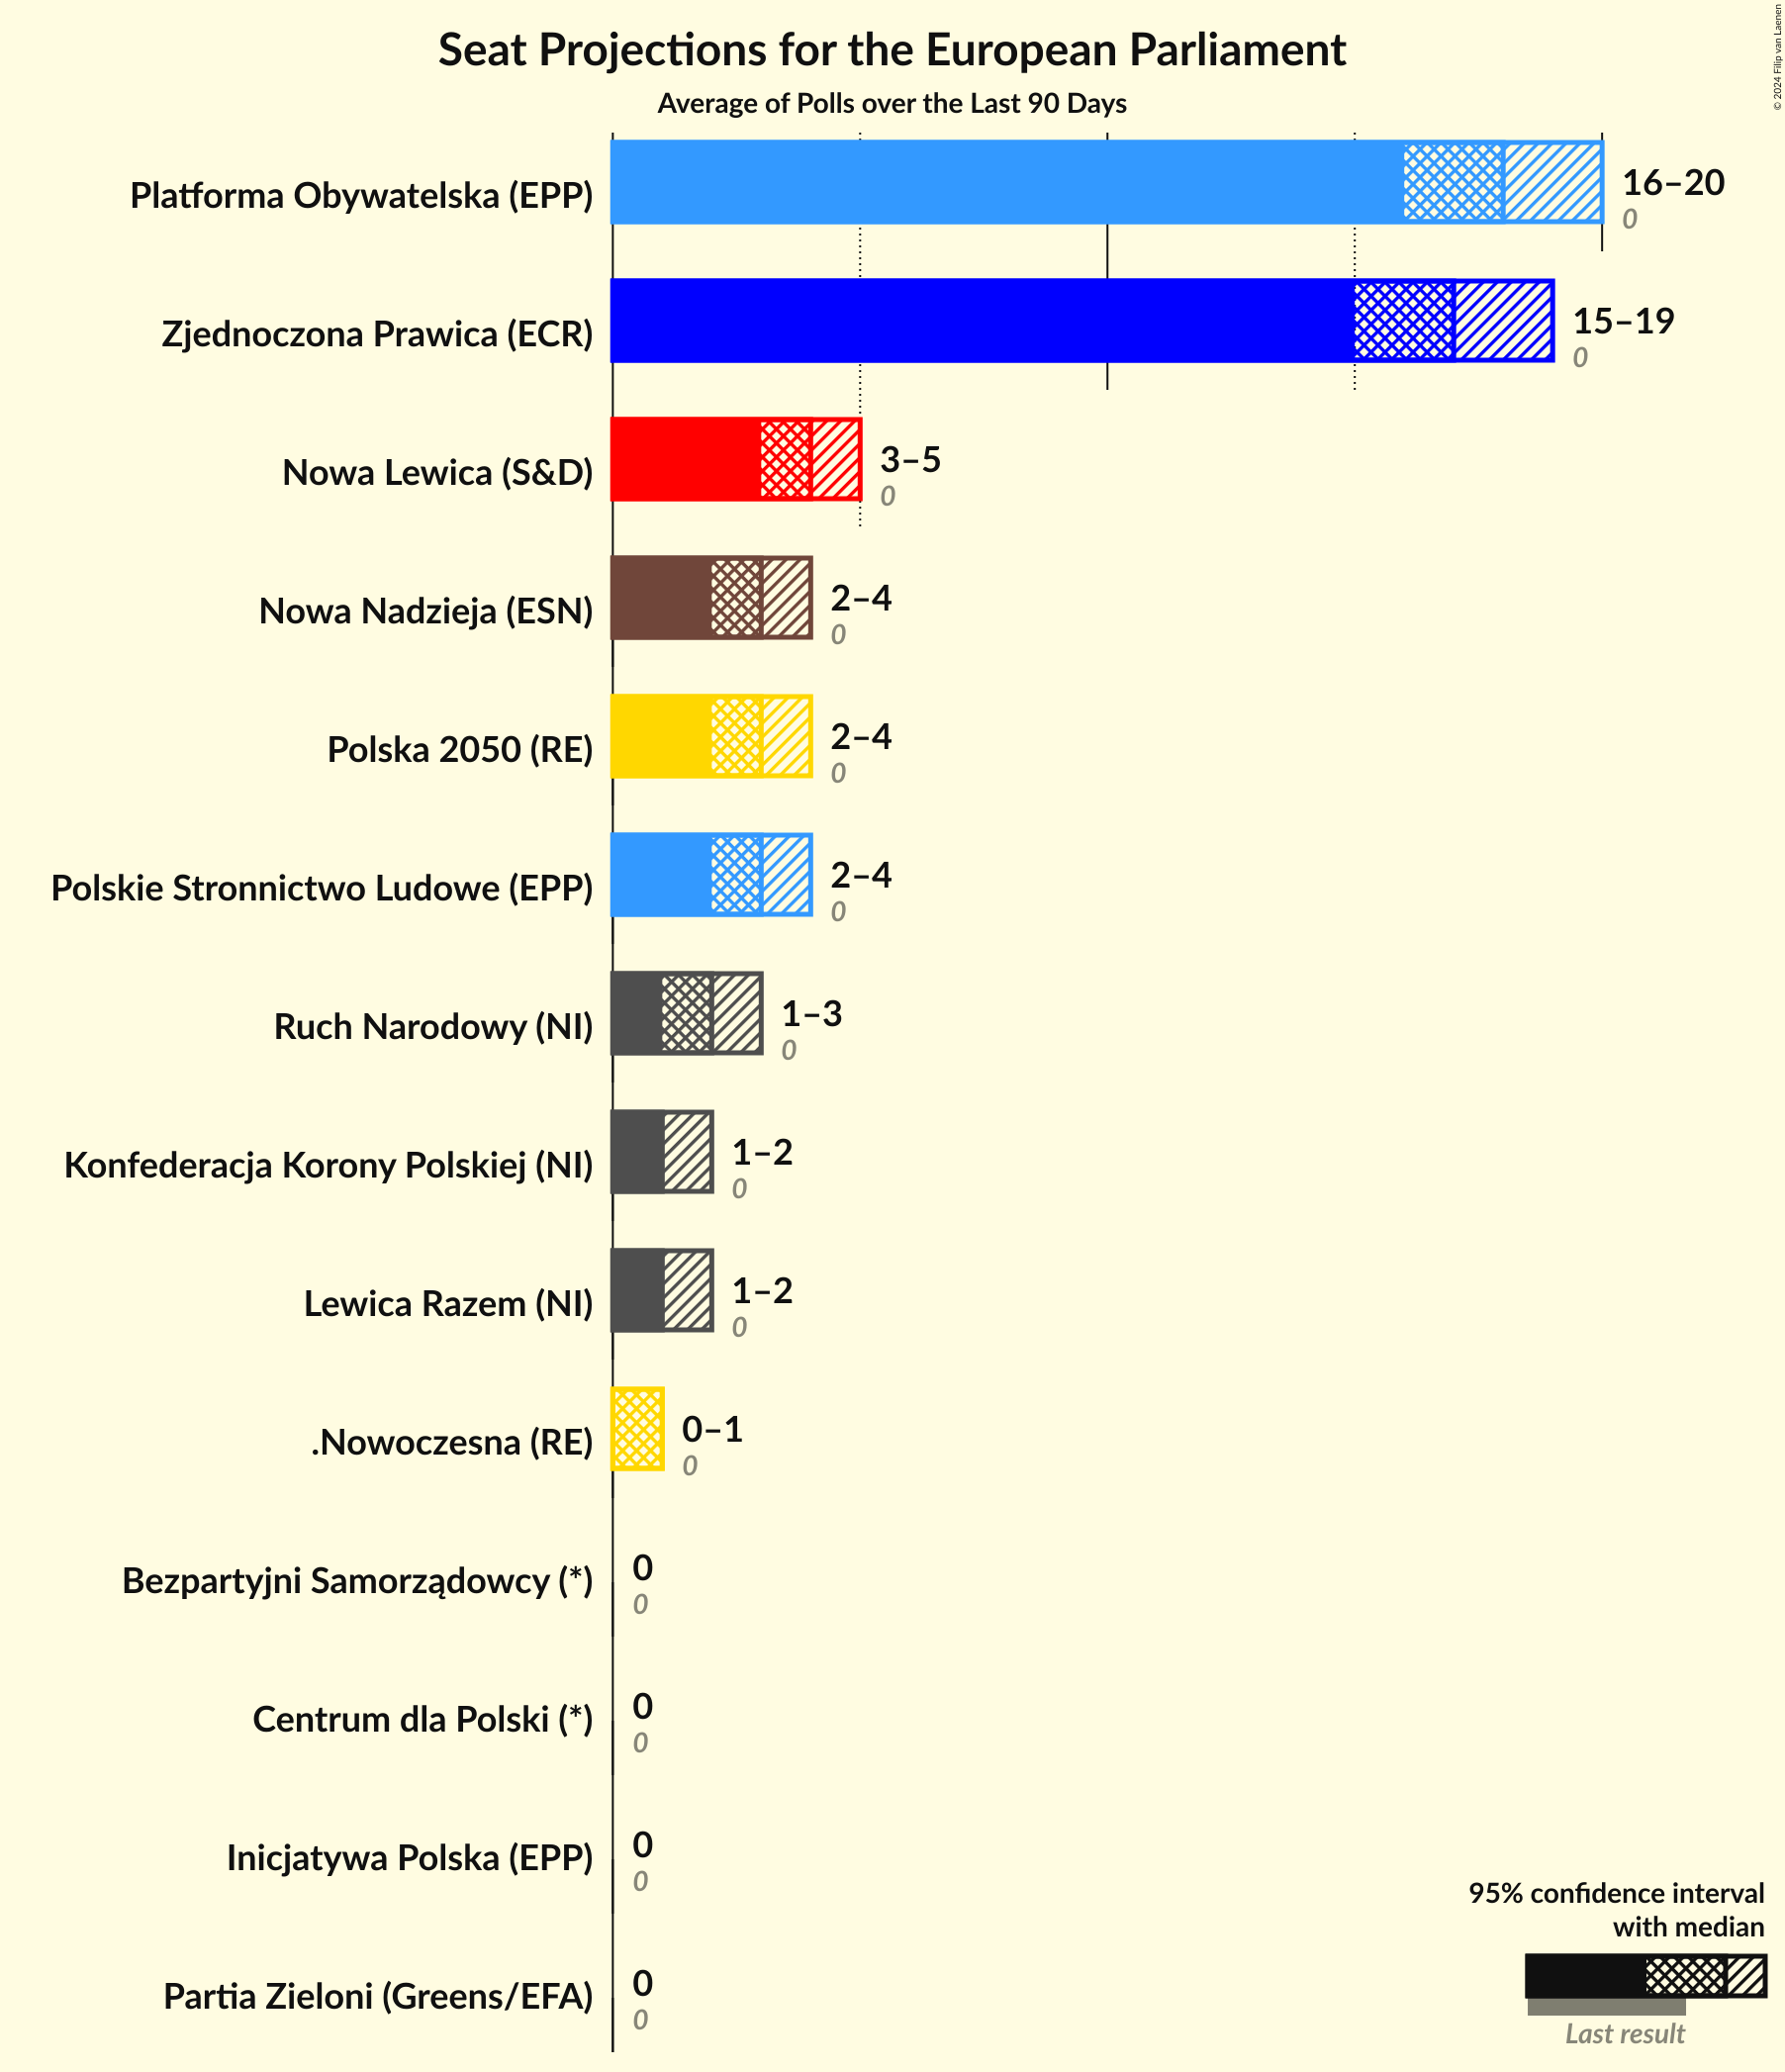 Seat Projections for the European Parliament
Average of Polls over the Last 90 Days
© 2024 Filip van Laenen
Platforma Obywatelska (EPP)
16–20
0
Zjednoczona Prawica (ECR)
15–19
0
Nowa Lewica (S&D)
3–5
0
Nowa Nadzieja (ESN)
2–4
0
Polska 2050 (RE)
2–4
0
Polskie Stronnictwo Ludowe (EPP)
2–4
0
Ruch Narodowy (NI)
1–3
0
Konfederacja Korony Polskiej (NI)
1–2
0
Lewica Razem (NI)
1–2
0
.Nowoczesna (RE)
0–1
0
Bezpartyjni Samorządowcy (*)
0
0
Centrum dla Polski (*)
0
0
Inicjatywa Polska (EPP)
0
0
Partia Zieloni (Greens/EFA)
0
0
95% confidence interval
with median
Last result